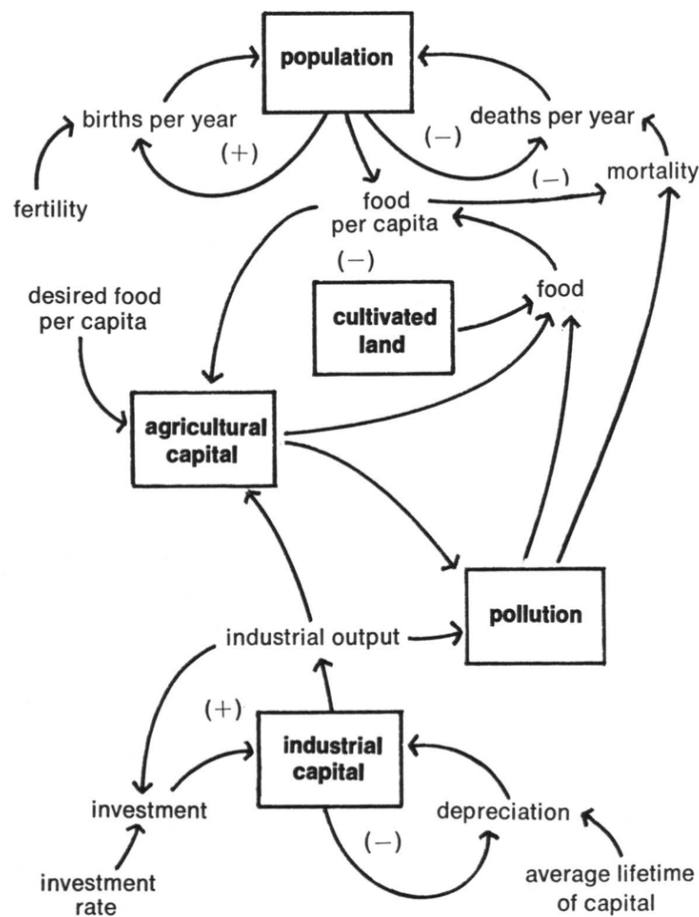 population
births per year
deaths per year
(+)
(−)
fertility
mortality
(−)
food
per capita
(−)
desired food
per capita
food
cultivated
land
agricultural
capital
pollution
industrial output
(+)
industrial
capital
investment
depreciation
(−)
investment
rate
average lifetime
of capital